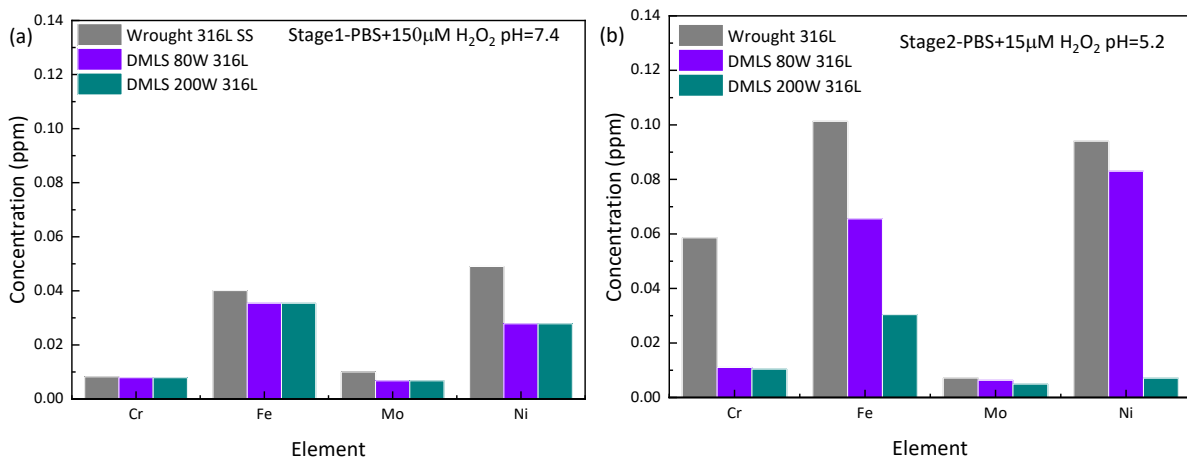 (a)
Wrought 316L SS
DMLS 80W 316L
DMLS 200W 316L
Stage1-PBS+150μM H₂O₂ pH=7.4
0.14
0.12
0.10
0.08
0.06
0.04
0.02
0.00
Concentration (ppm)
Cr Fe Mo Ni
Element
(b)
Wrought 316L
DMLS 80W 316L
DMLS 200W 316L
Stage2-PBS+15μM H₂O₂ pH=5.2
0.14
0.12
0.10
0.08
0.06
0.04
0.02
0.00
Concentration (ppm)
Cr Fe Mo Ni
Element